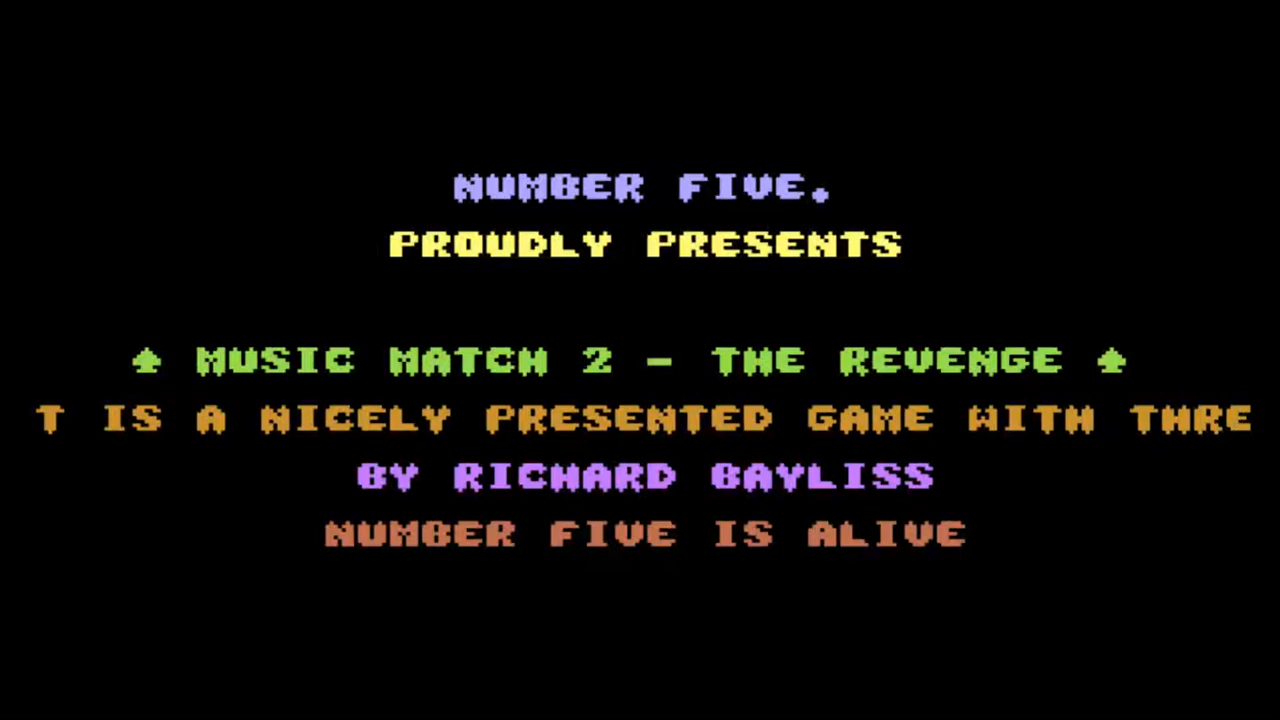 NUMBER FIVE.
PROUDLY PRESENTS
♠ MUSIC MATCH 2 - THE REVENGE ♠
T IS A NICELY PRESENTED GAME WITH THRE
BY RICHARD BAYLISS
NUMBER FIVE IS ALIVE